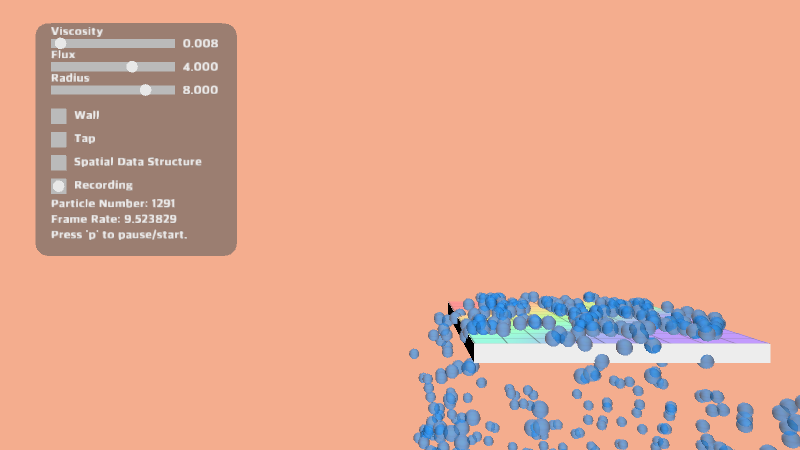 Viscosity
0.008
Flux
4.000
Radius
8.000
Wall
Tap
Spatial Data Structure
Recording
Particle Number: 1291
Frame Rate: 9.523829
Press 'p' to pause/start.